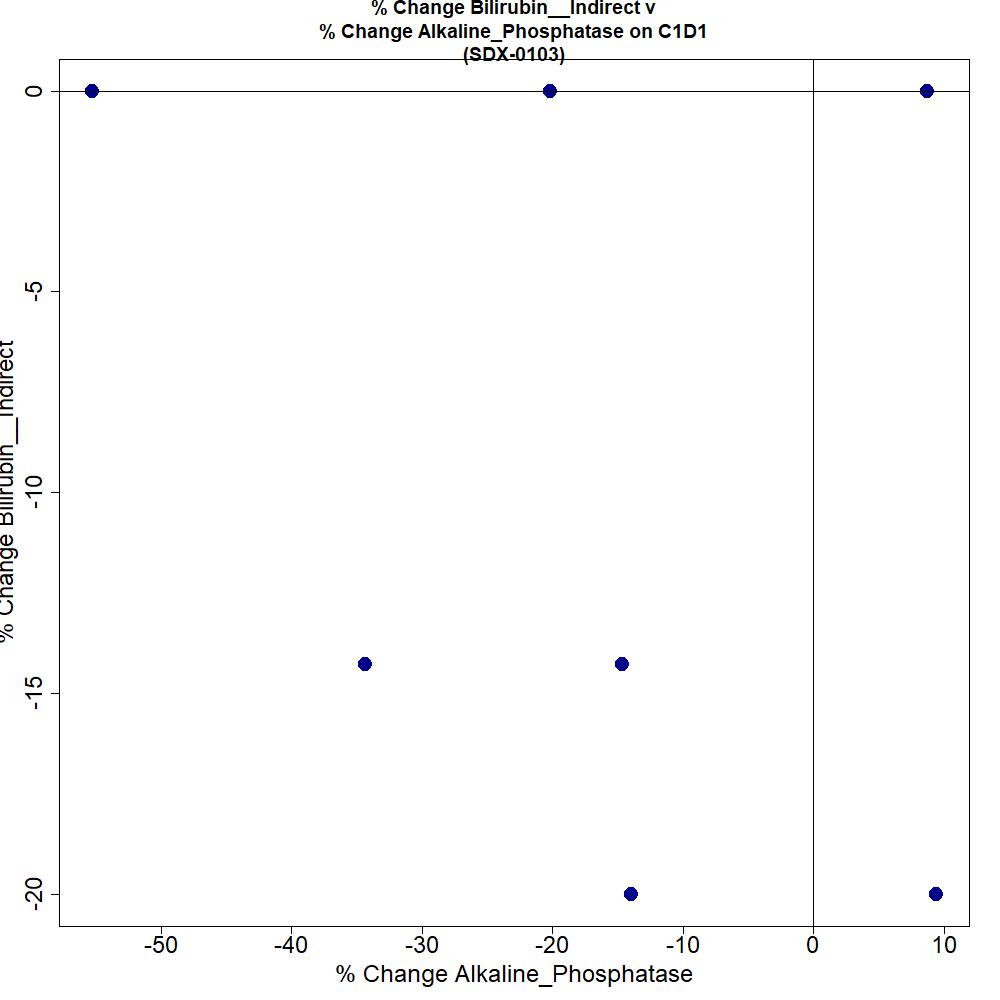 % Change Bilirubin__Indirect v
% Change Alkaline_Phosphatase on C1D1
(SDX-0103)
% Change Bilirubin__Indirect
0
-5
-10
-15
-20
-50
-40
-30
-20
-10
0
10
% Change Alkaline_Phosphatase